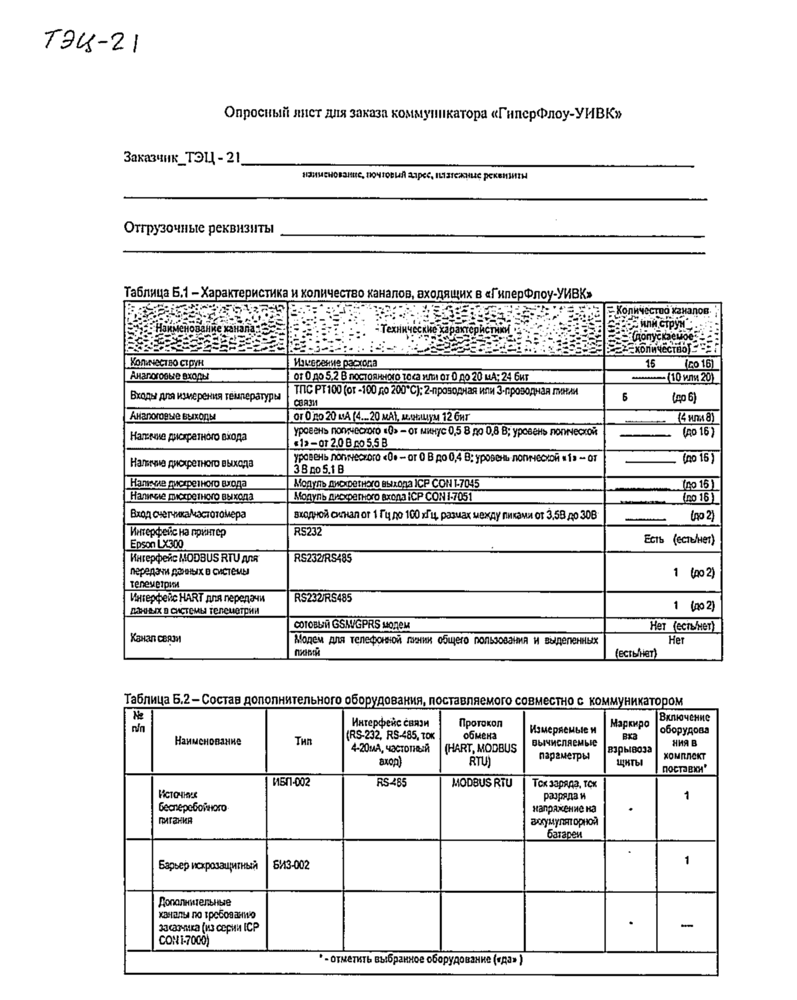 ТЭЦ-21
Опросный лист для заказа коммуникатора «ГиперФлоу-УИВК»
Заказчик_ТЭЦ - 21
наименование, почтовый адрес, платежные реквизиты
Отгрузочные реквизиты
Таблица Б.1 – Характеристика и количество каналов, входящих в «ГиперФлоу-УИВК»
Наименование канала
Технические характеристики
Количество каналов
или струн
(допускаемое
количество)
Количество струн
Измерение расхода
16 (до 16)
Аналоговые входы
от 0 до 5,2 В постоянного тока или от 0 до 20 мА; 24 бит
(10 или 20)
Входы для измерения температуры
ТПС РТ100 (от -100 до 200°С); 2-проводная или 3-проводная линии
связи
6 (до 6)
Аналоговые выходы
от 0 до 20 мА (4...20 мА), минимум 12 бит
(4 или 8)
Наличие дискретного входа
уровень логического «0» – от минус 0,5 В до 0,8 В; уровень логической
«1» – от 2,0 В до 5,5 В
(до 16 )
Наличие дискретного выхода
уровень логического «0» – от 0 В до 0,4 В; уровень логической «1» – от
3 В до 5,1 В
(до 16 )
Наличие дискретного входа
Модуль дискретного выхода ICP CON I-7045
(до 16 )
Наличие дискретного выхода
Модуль дискретного входа ICP CON I-7051
(до 16 )
Вход счетчика/частотомера
входной сигнал от 1 Гц до 100 кГц, размах между пиками от 3,5В до 30В
(до 2)
Интерфейс на принтер
Epson LX300
RS232
Есть (есть/нет)
Интерфейс MODBUS RTU для
передачи данных в системы
телеметрии
RS232/RS485
1 (до 2)
Интерфейс HART для передачи
данных в системы телеметрии
RS232/RS485
1 (до 2)
Канал связи
сотовый GSM/GPRS модем
Нет (есть/нет)
Модем для телефонной линии общего пользования и выделенных
линий
Нет
(есть/нет)
Таблица Б.2 – Состав дополнительного оборудования, поставляемого совместно с коммуникатором
№
п/п
Наименование
Тип
Интерфейс связи
(RS-232, RS-485, ток
4-20мА, частотный
вход)
Протокол
обмена
(HART, MODBUS
RTU)
Измеряемые и
вычисляемые
параметры
Маркиро
вка
взрывоза
щиты
Включение
оборудова
ния в
комплект
поставки*
Источник
бесперебойного
питания
ИБП-002
RS-485
MODBUS RTU
Ток заряда, ток
разряда и
напряжение на
аккумуляторной
батареи
-
1
Барьер искрозащитный
БИЗ-002
-
1
Дополнительные
каналы по требованию
заказчика (из серии ICP
CON I-7000)
-
—
* - отметить выбранное оборудование («да» )